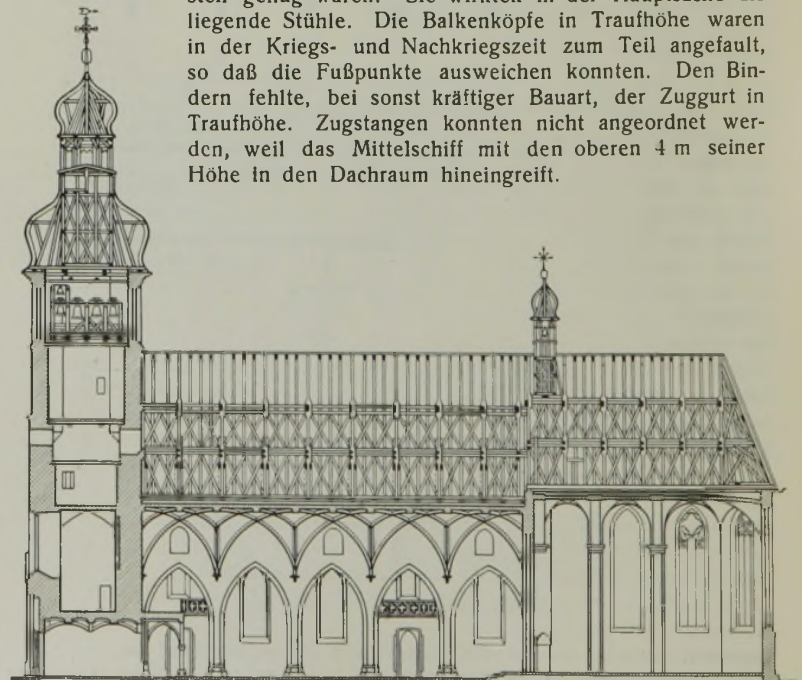 liegende Stühle. Die Balkenköpfe in Traufhöhe waren
in der Kriegs- und Nachkriegszeit zum Teil angefault,
so daß die Fußpunkte ausweichen konnten. Den Bin-
dern fehlte, bei sonst kräftiger Bauart, der Zuggurt in
Traufhöhe. Zugstangen konnten nicht angeordnet wer-
den, weil das Mittelschiff mit den oberen 4 m seiner
Höhe in den Dachraum hineingreift.